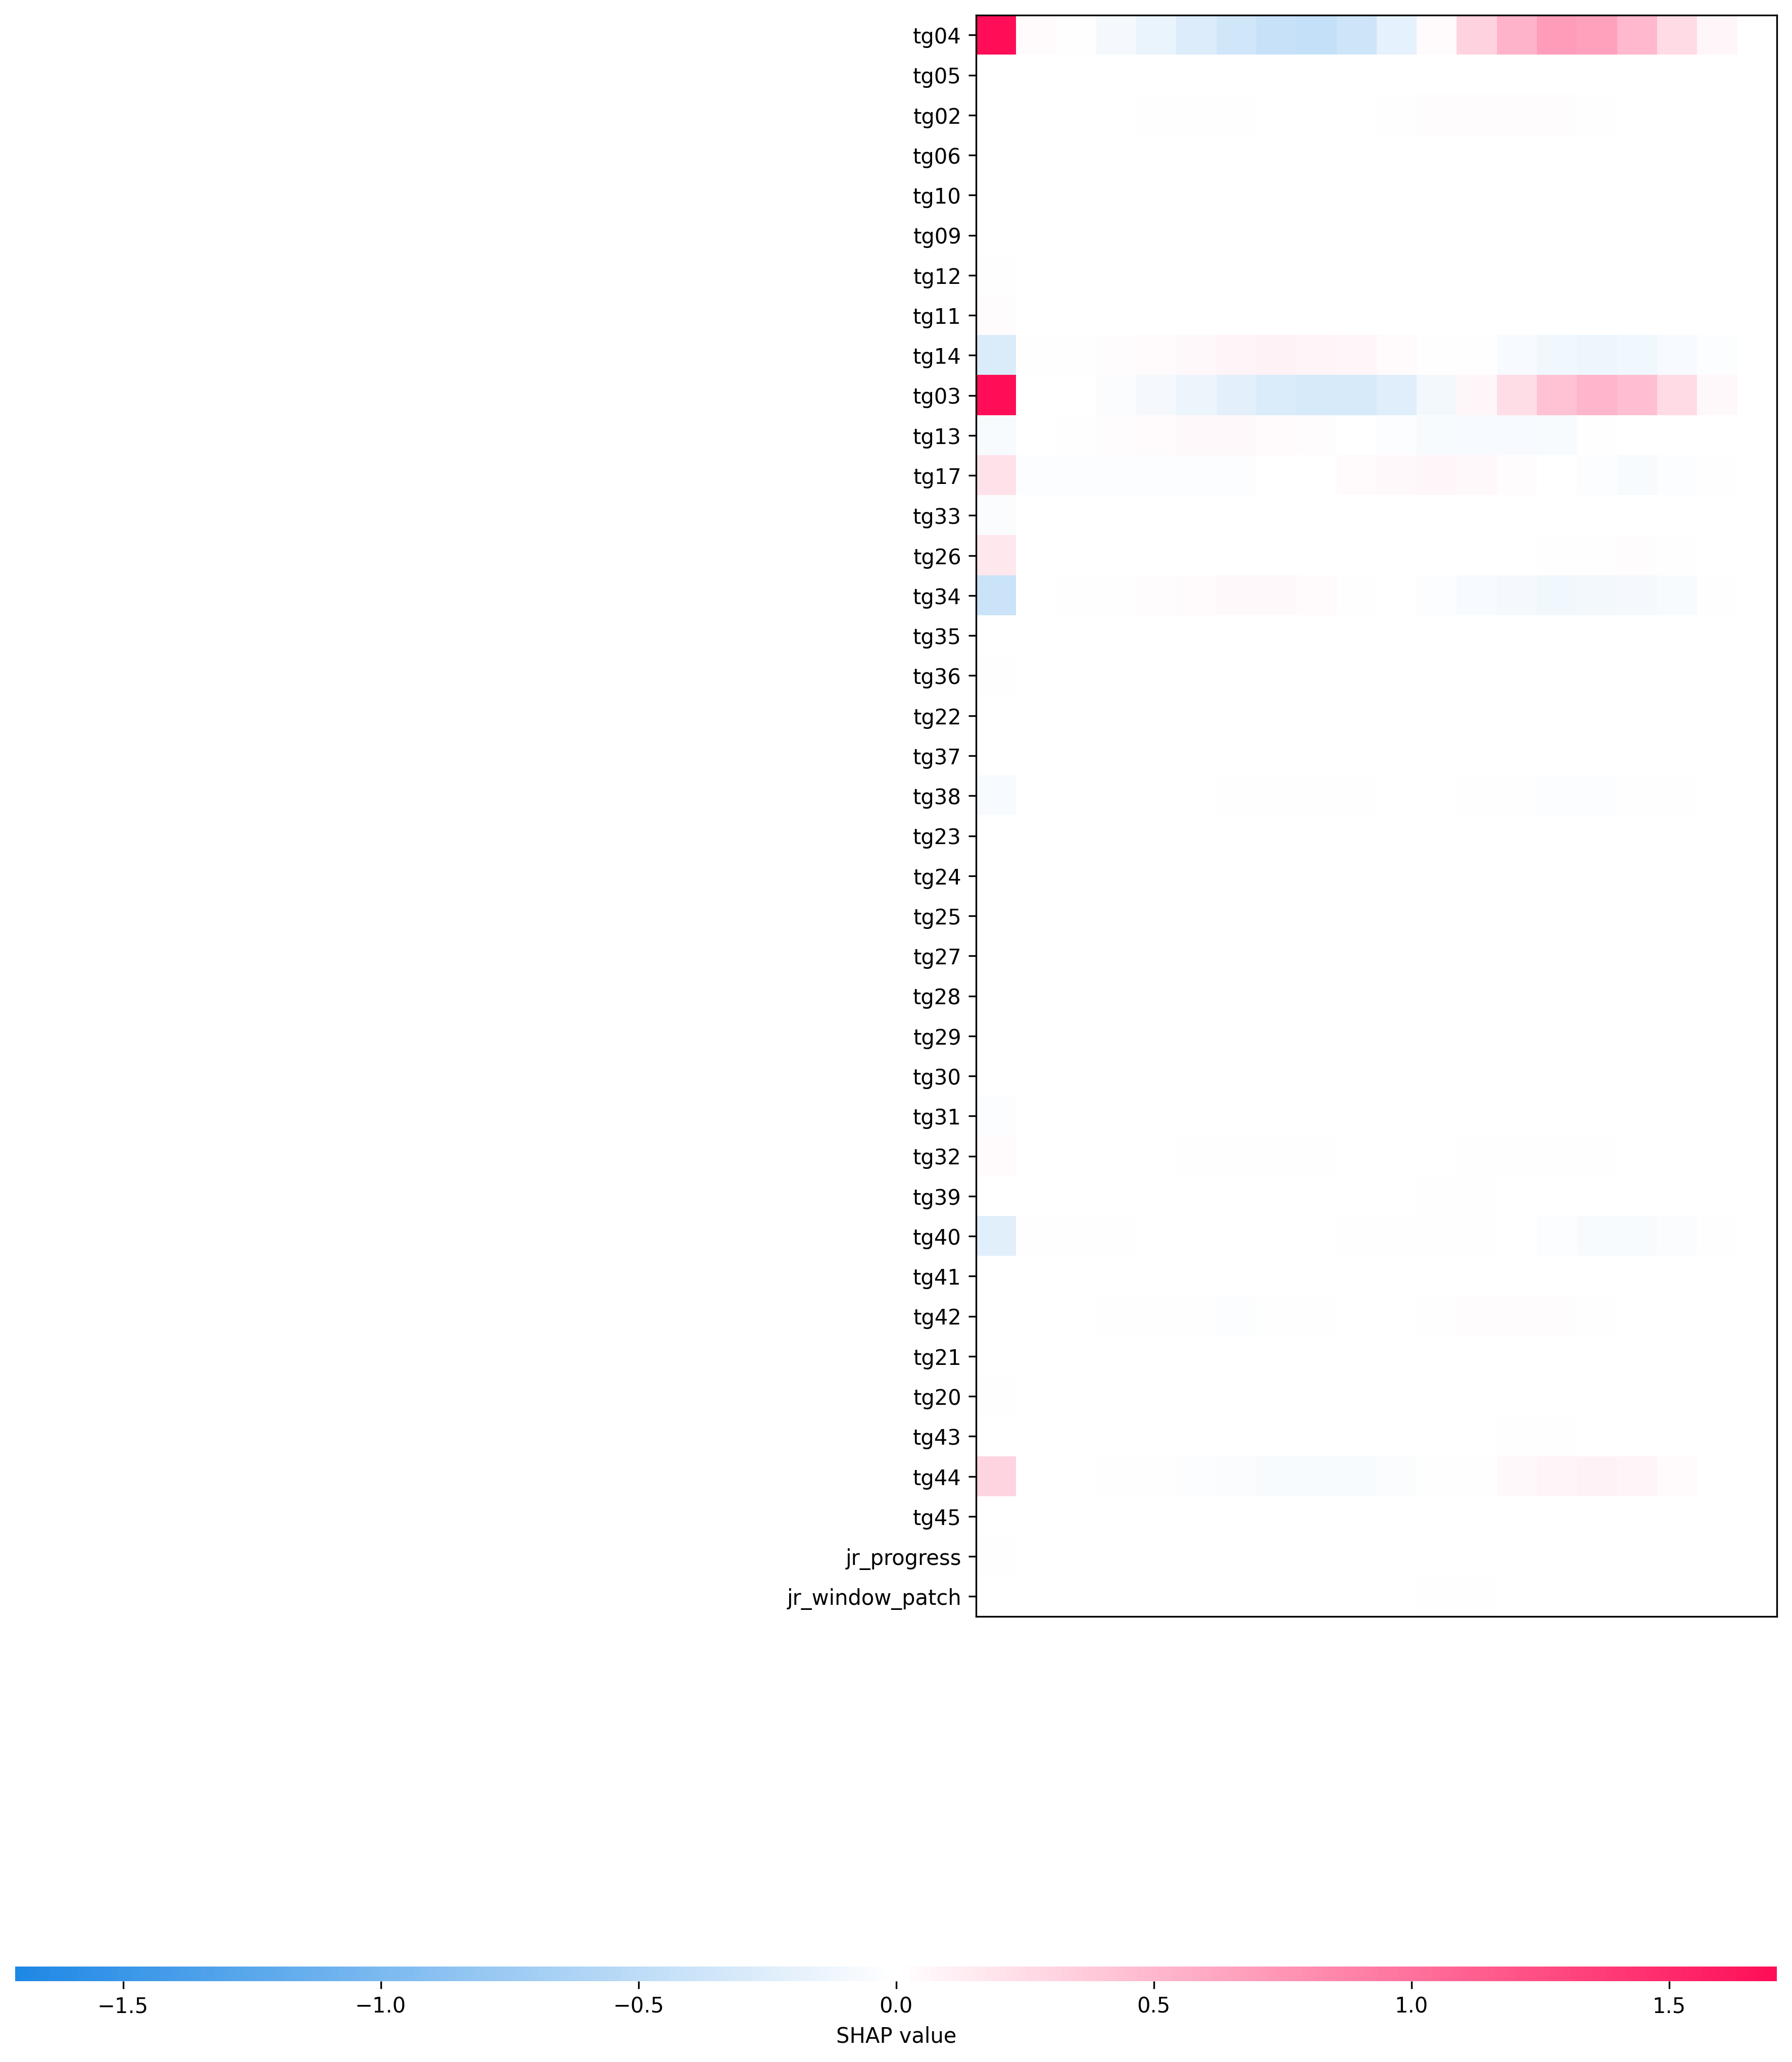 tg04
tg05
tg02
tg06
tg10
tg09
tg12
tg11
tg14
tg03
tg13
tg17
tg33
tg26
tg34
tg35
tg36
tg22
tg37
tg38
tg23
tg24
tg25
tg27
tg28
tg29
tg30
tg31
tg32
tg39
tg40
tg41
tg42
tg21
tg20
tg43
tg44
tg45
jr_progress
jr_window_patch
−1.5 −1.0 −0.5 0.0 0.5 1.0 1.5
SHAP value